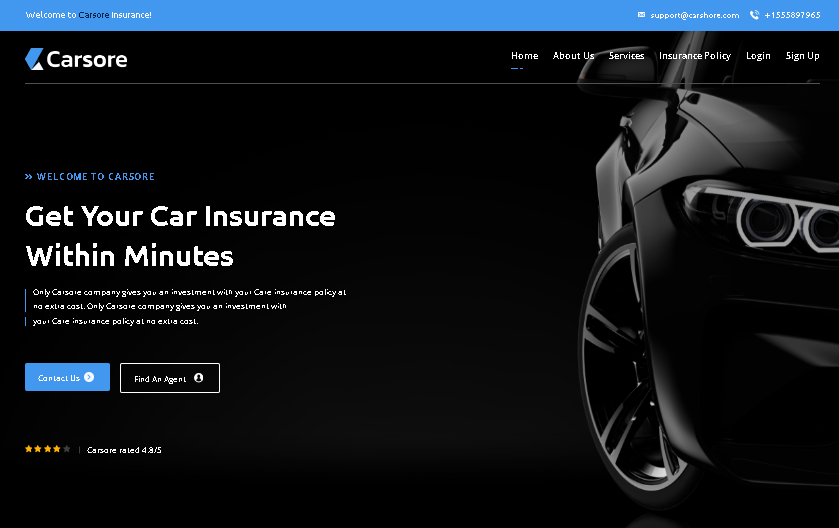 Welcome to Carsore Insurance!
support@carshore.com
+1555897965
Carsore
Home About Us Services Insurance Policy Login Sign Up
WELCOME TO CARSORE
Get Your Car Insurance
Within Minutes
Only Carsore company gives you an investment with your Care insurance policy at
no extra cost. Only Carsore company gives you an investment with
your Care insurance policy at no extra cost.
Contact Us
Find An Agent
Carsore rated 4.8/5